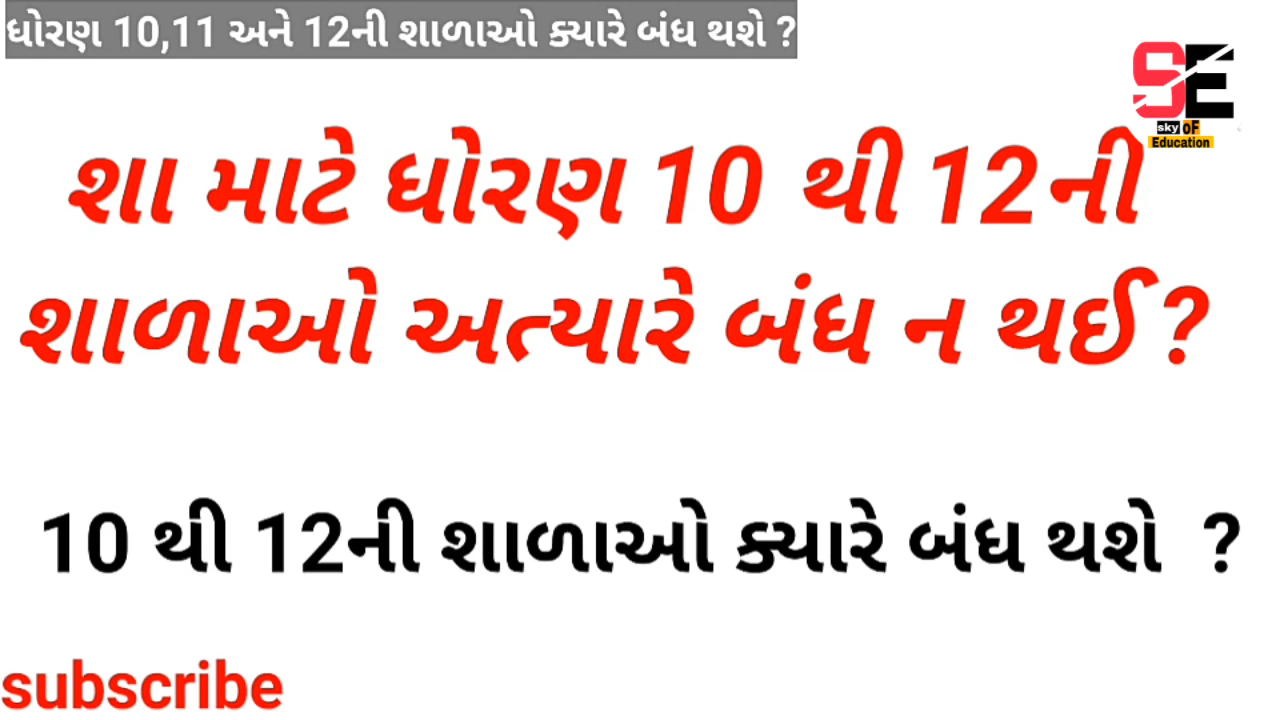 ધોરણ 10,11 અને 12ની શાળાઓ ક્યારે બંધ થશે ?
SE
sky oF
Education
શા માટે ધોરણ 10 થી 12ની
શાળાઓ અત્યારે બંધ ન થઈ ?
10 થી 12ની શાળાઓ ક્યારે બંધ થશે ?
subscribe